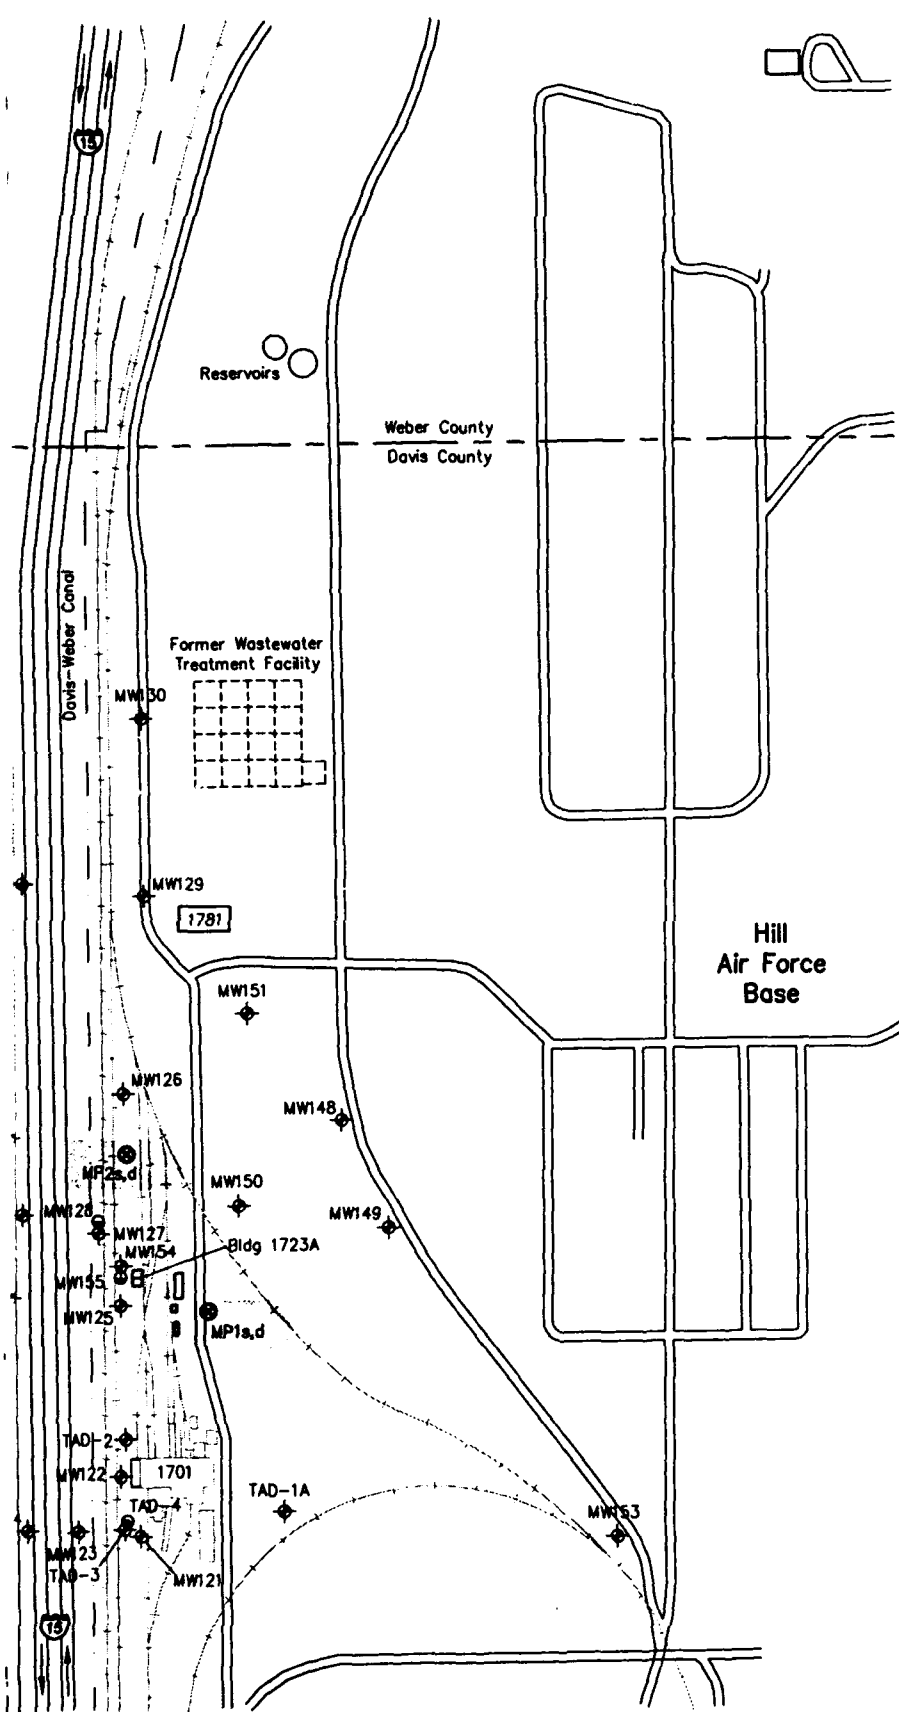 15
Reservoirs
Weber County
Davis County
Davis-Weber Canal
Former Wastewater
Treatment Facility
MW130
MW129
1781
Hill
Air Force
Base
MW151
MW126
MW148
MP2s,d
MW150
MW128
MW149
MW127
Bldg 1723A
MW154
MW155
MW125
MP1s,d
TAD-2
MW122
1701
TAD-1A
TAD-4
MW153
MW123
TAD-3
MW121
15